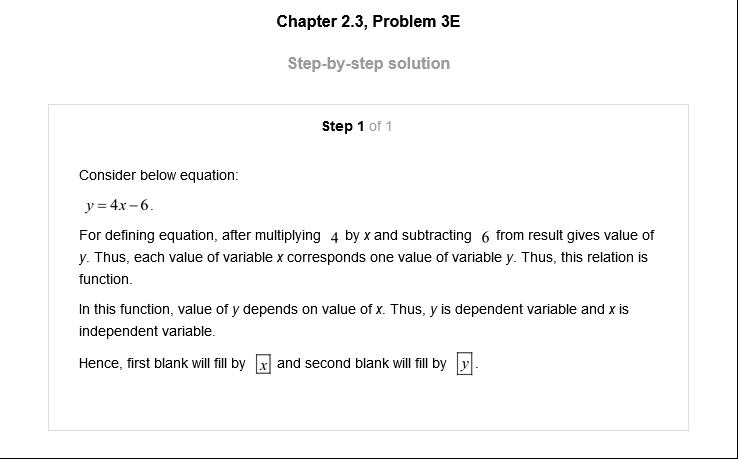 Chapter 2.3, Problem 3E
Step-by-step solution
Step 1 of 1
Consider below equation:
y = 4x – 6.
For defining equation, after multiplying 4 by x and subtracting 6 from result gives value of
y. Thus, each value of variable x corresponds one value of variable y. Thus, this relation is
function.
In this function, value of y depends on value of x. Thus, y is dependent variable and x is
independent variable.
Hence, first blank will fill by x and second blank will fill by y.